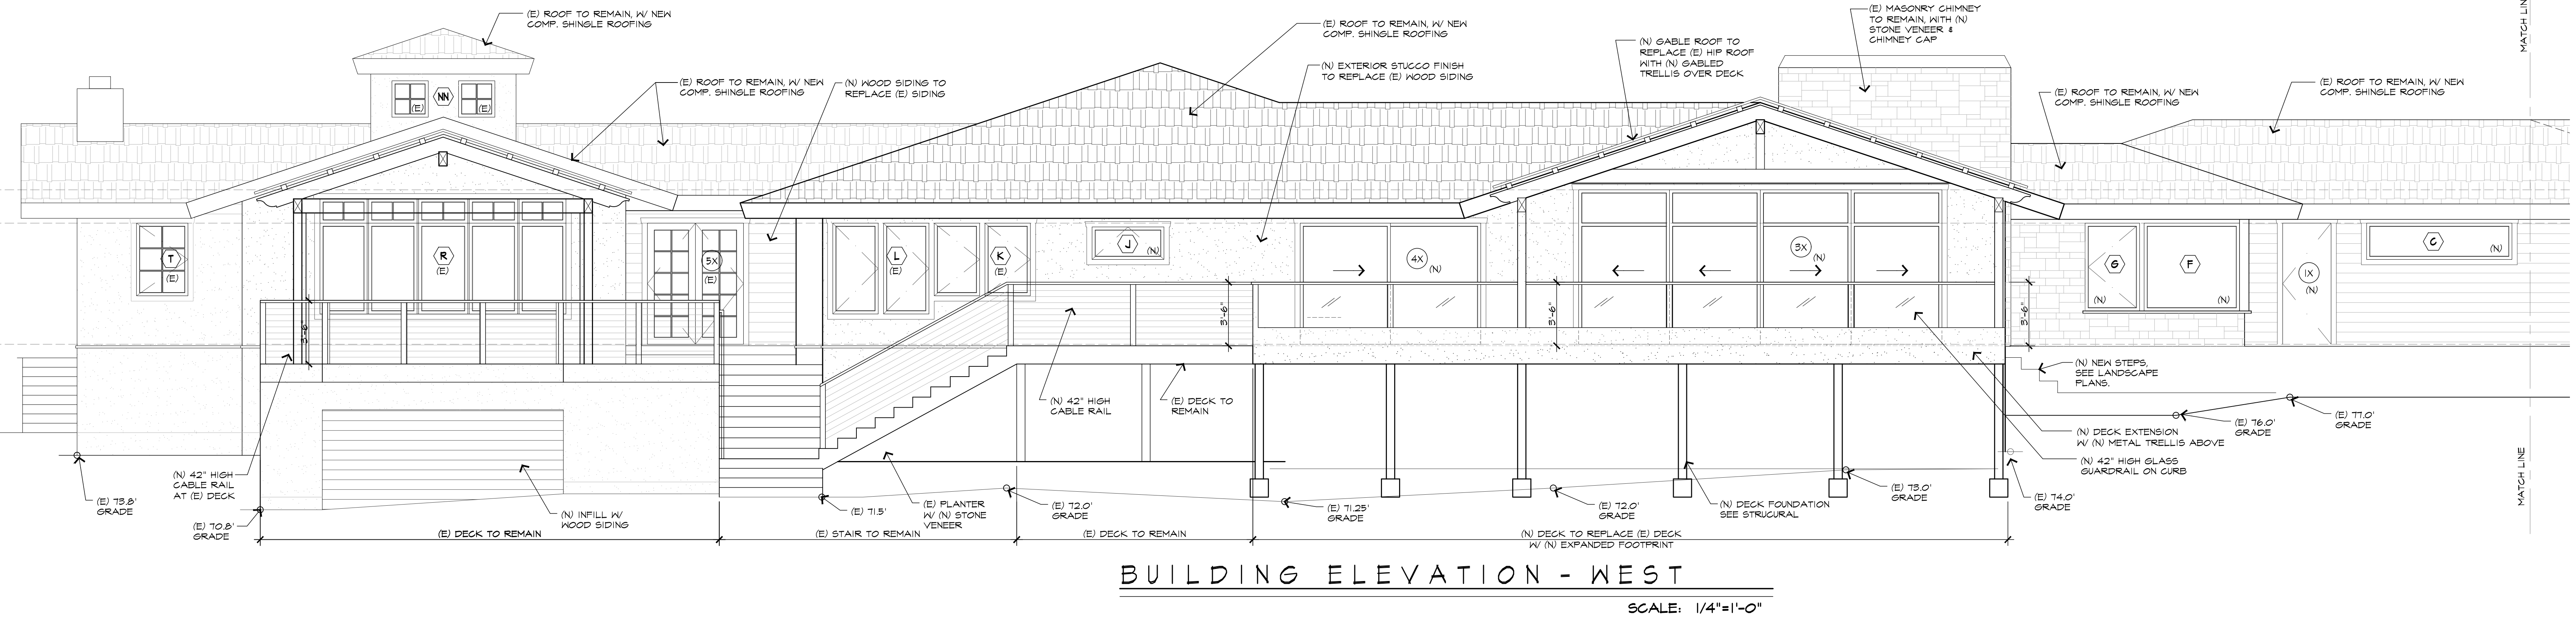 (E) ROOF TO REMAIN, W/ NEW
COMP. SHINGLE ROOFING
(E) ROOF TO REMAIN, W/ NEW
COMP. SHINGLE ROOFING
(N) WOOD SIDING TO
REPLACE (E) SIDING
(E) ROOF TO REMAIN, W/ NEW
COMP. SHINGLE ROOFING
(N) EXTERIOR STUCCO FINISH
TO REPLACE (E) WOOD SIDING
(N) GABLE ROOF TO
REPLACE (E) HIP ROOF
WITH (N) GABLED
TRELLIS OVER DECK
(E) MASONRY CHIMNEY
TO REMAIN, WITH (N)
STONE VENEER &
CHIMNEY CAP
(E) ROOF TO REMAIN, W/ NEW
COMP. SHINGLE ROOFING
(E) ROOF TO REMAIN, W/ NEW
COMP. SHINGLE ROOFING
MATCH LINE
(E)
NN
(E)
T
(E)
R
(E)
5X
(E)
L
(E)
K
(E)
J
(N)
4X
(N)
3X
(N)
G
(N)
F
(N)
1X
(N)
C
(N)
3'-6"
3'-6"
3'-6"
3'-6"
(N) 42" HIGH
CABLE RAIL
(E) DECK TO
REMAIN
(N) NEW STEPS,
SEE LANDSCAPE
PLANS.
(E) 76.0'
GRADE
(E) 77.0'
GRADE
(N) DECK EXTENSION
W/ (N) METAL TRELLIS ABOVE
(N) 42" HIGH GLASS
GUARDRAIL ON CURB
(E) 73.8'
GRADE
(N) 42" HIGH
CABLE RAIL
AT (E) DECK
(E) 70.8'
GRADE
(N) INFILL W/
WOOD SIDING
(E) 71.5'
(E) PLANTER
W/ (N) STONE
VENEER
(E) 72.0'
GRADE
(E) 71.25'
GRADE
(E) 72.0'
GRADE
(N) DECK FOUNDATION
SEE STRUCURAL
(E) 73.0'
GRADE
(E) 74.0'
GRADE
MATCH LINE
(E) DECK TO REMAIN
(E) STAIR TO REMAIN
(E) DECK TO REMAIN
(N) DECK TO REPLACE (E) DECK
W/ (N) EXPANDED FOOTPRINT
BUILDING ELEVATION - WEST
SCALE: 1/4"=1'-0"